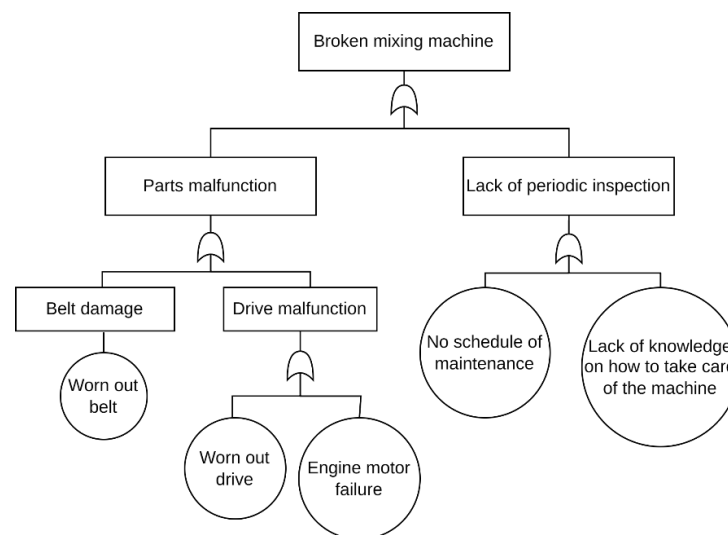 Broken mixing machine
Parts malfunction
Lack of periodic inspection
Belt damage
Drive malfunction
No schedule of
maintenance
Lack of knowledge
on how to take care
of the machine
Worn out
belt
Worn out
drive
Engine motor
failure